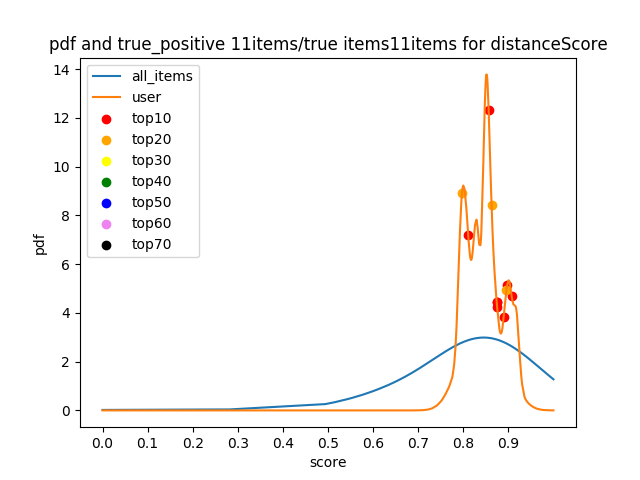 pdf and true_positive 11items/true items11items for distanceScore
all_items
user
top10
top20
top30
top40
top50
top60
top70
14
12
10
8
6
4
2
0
pdf
0.0 0.1 0.2 0.3 0.4 0.5 0.6 0.7 0.8 0.9
score